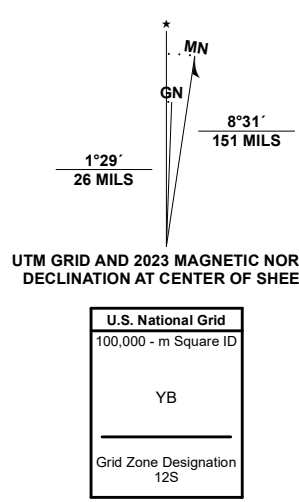 ★
MN
GN
8°31´
151 MILS
1°29´
26 MILS
UTM GRID AND 2023 MAGNETIC NOR
DECLINATION AT CENTER OF SHEE
U.S. National Grid
100,000 - m Square ID
YB
Grid Zone Designation
12S